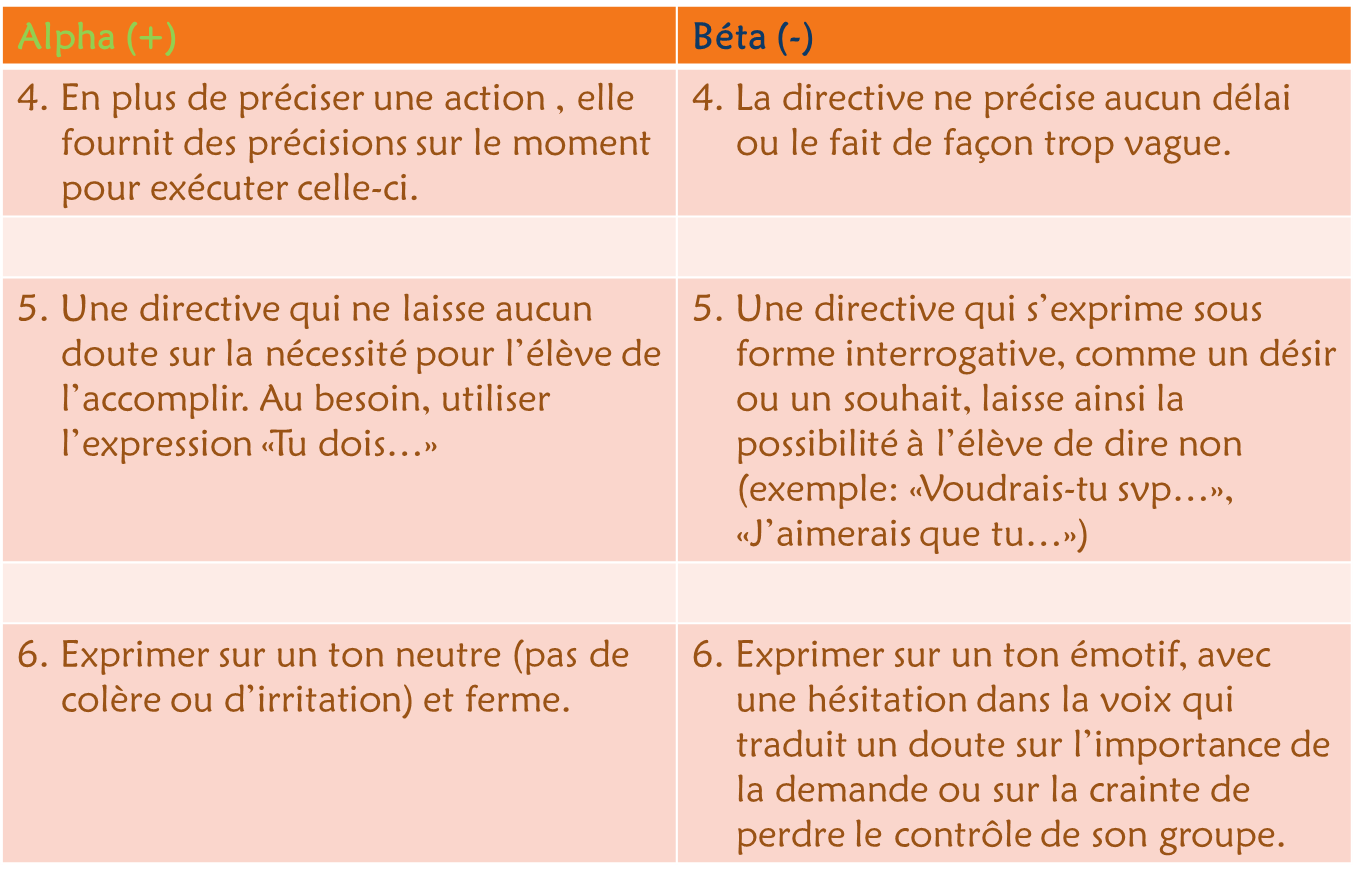 Alpha (+)
Béta (-)
4. En plus de préciser une action , elle
fournit des précisions sur le moment
pour exécuter celle-ci.
4. La directive ne précise aucun délai
ou le fait de façon trop vague.
5. Une directive qui ne laisse aucun
doute sur la nécessité pour l’élève de
l’accomplir. Au besoin, utiliser
l’expression «Tu dois…»
5. Une directive qui s’exprime sous
forme interrogative, comme un désir
ou un souhait, laisse ainsi la
possibilité à l’élève de dire non
(exemple: «Voudrais-tu svp…»,
«J’aimerais que tu…»)
6. Exprimer sur un ton neutre (pas de
colère ou d’irritation) et ferme.
6. Exprimer sur un ton émotif, avec
une hésitation dans la voix qui
traduit un doute sur l’importance de
la demande ou sur la crainte de
perdre le contrôle de son groupe.